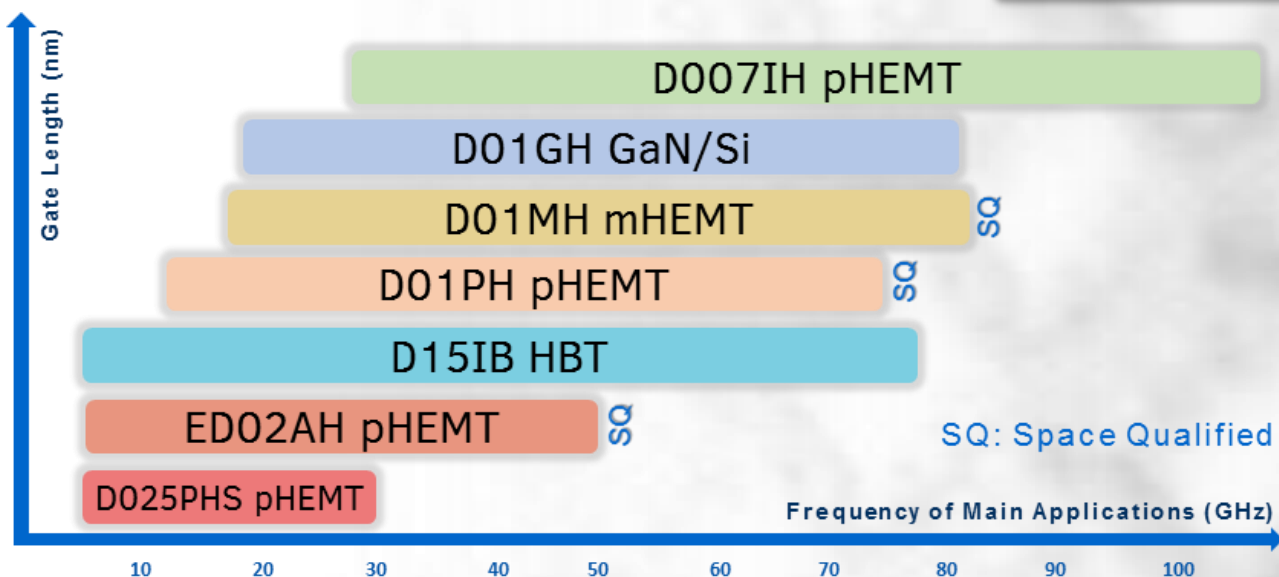 Gate Length (nm)
D007IH pHEMT
D01GH GaN/Si
D01MH mHEMT
SQ
D01PH pHEMT
SQ
D15IB HBT
ED02AH pHEMT
SQ
SQ: Space Qualified
D025PHS pHEMT
Frequency of Main Applications (GHz)
10 20 30 40 50 60 70 80 90 100